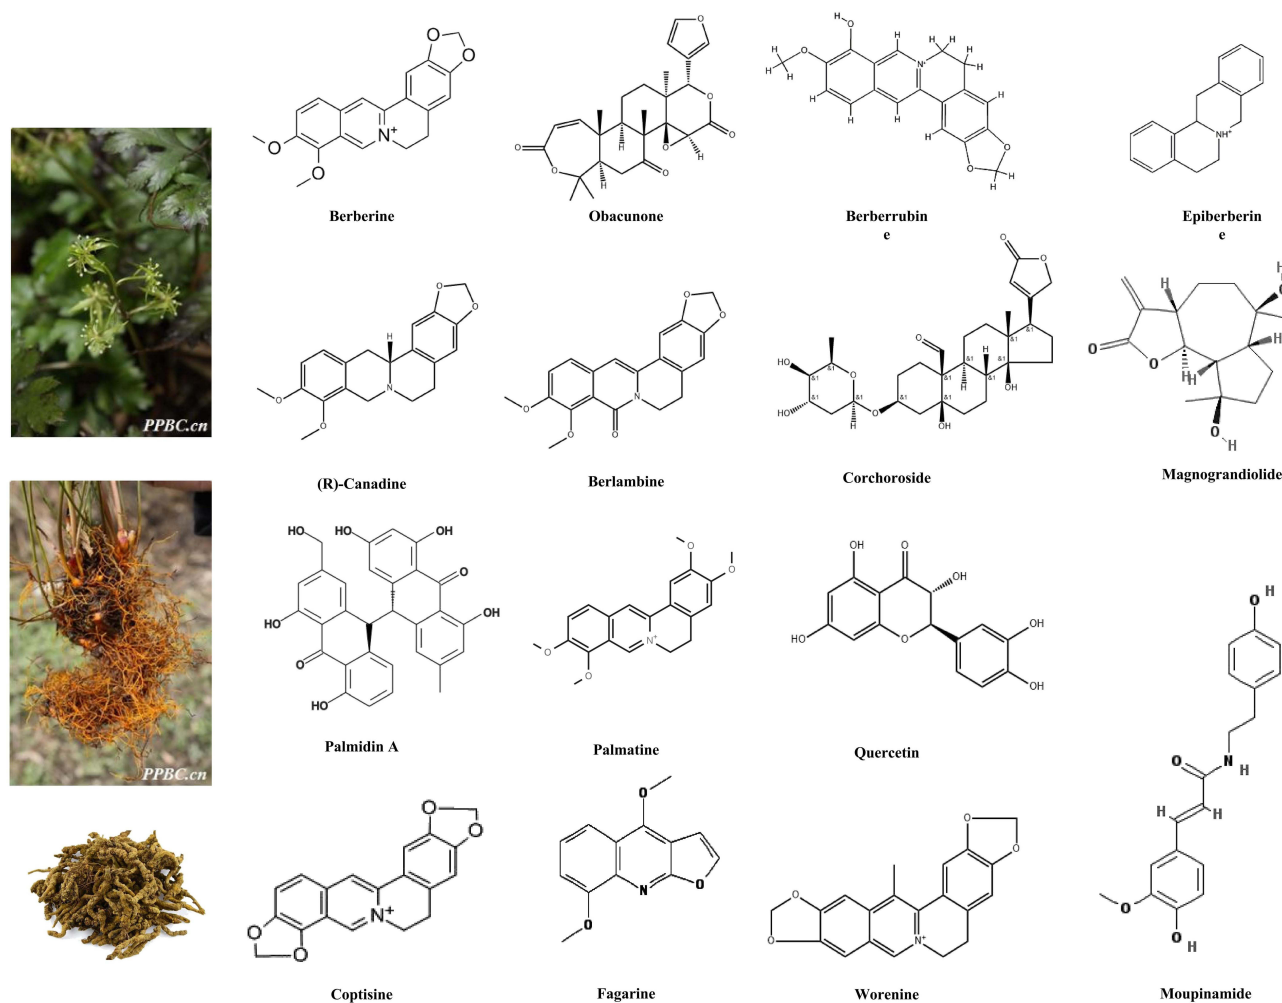 Berberine
Obacunone
Berberrubin
e
Epiberberin
e
PPBC.cn
(R)-Canadine
Berlambine
Corchoroside
Magnograndiolide
Palmidin A
Palmatine
Quercetin
PPBC.cn
Coptisine
Fagarine
Worenine
Moupinamide